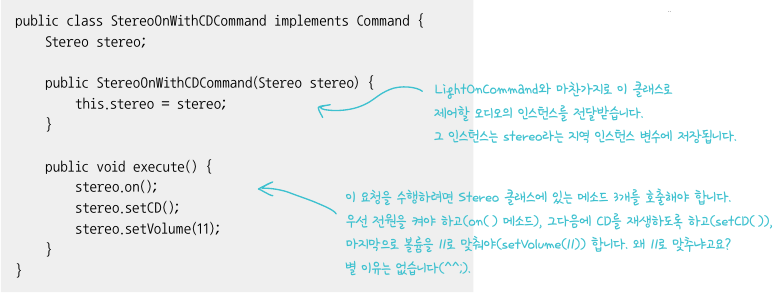 public class StereoOnWithCDCommand implements Command {
Stereo stereo;
public StereoOnWithCDCommand(Stereo stereo) {
this.stereo = stereo;
}
LightOnCommand와 마찬가지로 이 클래스로
제어할 오디오의 인스턴스를 전달받습니다.
그 인스턴스는 stereo라는 지역 인스턴스 변수에 저장됩니다.
public void execute() {
stereo.on();
stereo.setCD();
stereo.setVolume(11);
}
}
이 요청을 수행하려면 Stereo 클래스에 있는 메소드 3개를 호출해야 합니다.
우선 전원을 켜야 하고(on() 메소드), 그다음에 CD를 재생하도록 하고(setCD()),
마지막으로 볼륨을 11로 맞춰야(setVolume(11)) 합니다. 왜 11로 맞추냐고요?
별 이유는 없습니다(^^;).